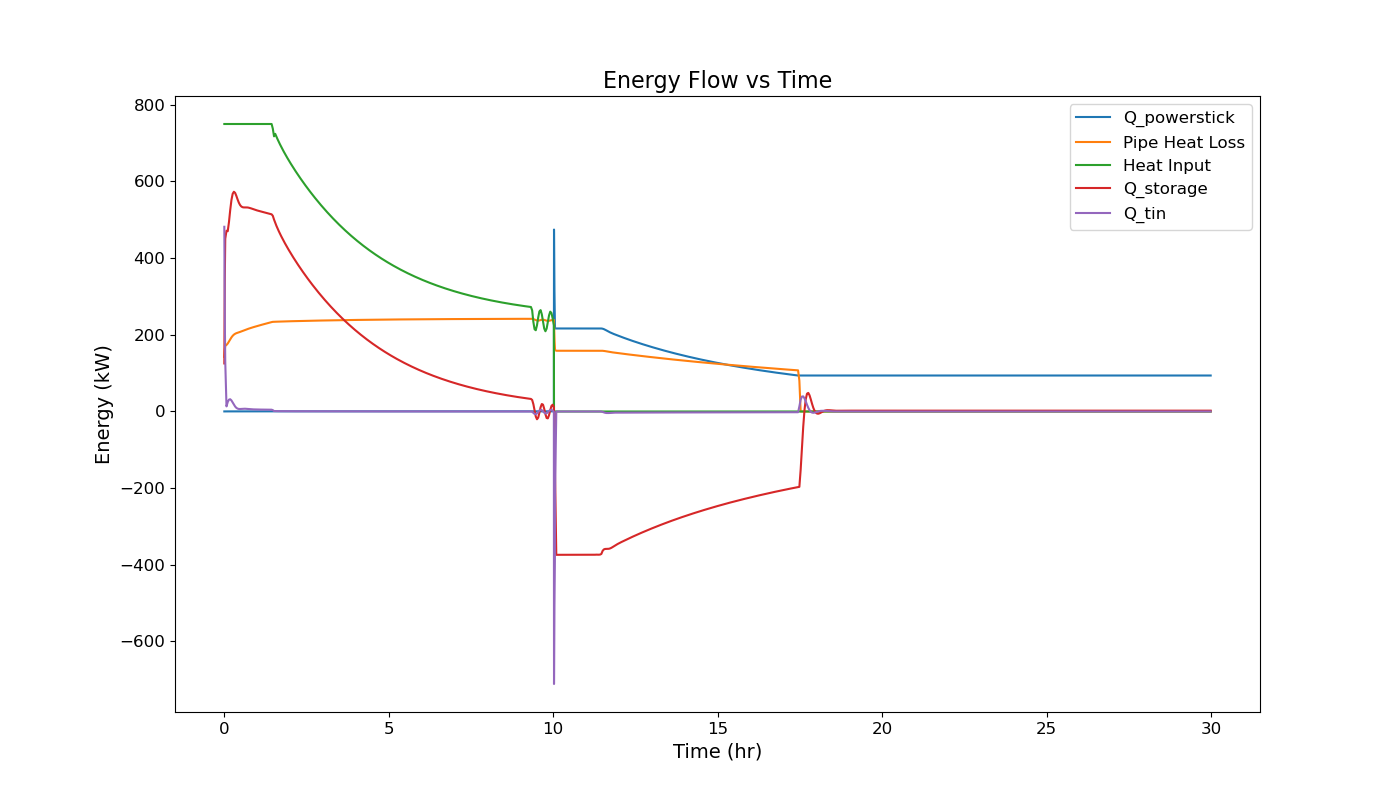 Energy Flow vs Time
Energy (kW)
800
600
400
200
0
−200
−400
−600
0
5
10
15
20
25
30
Time (hr)
Q_powerstick
Pipe Heat Loss
Heat Input
Q_storage
Q_tin